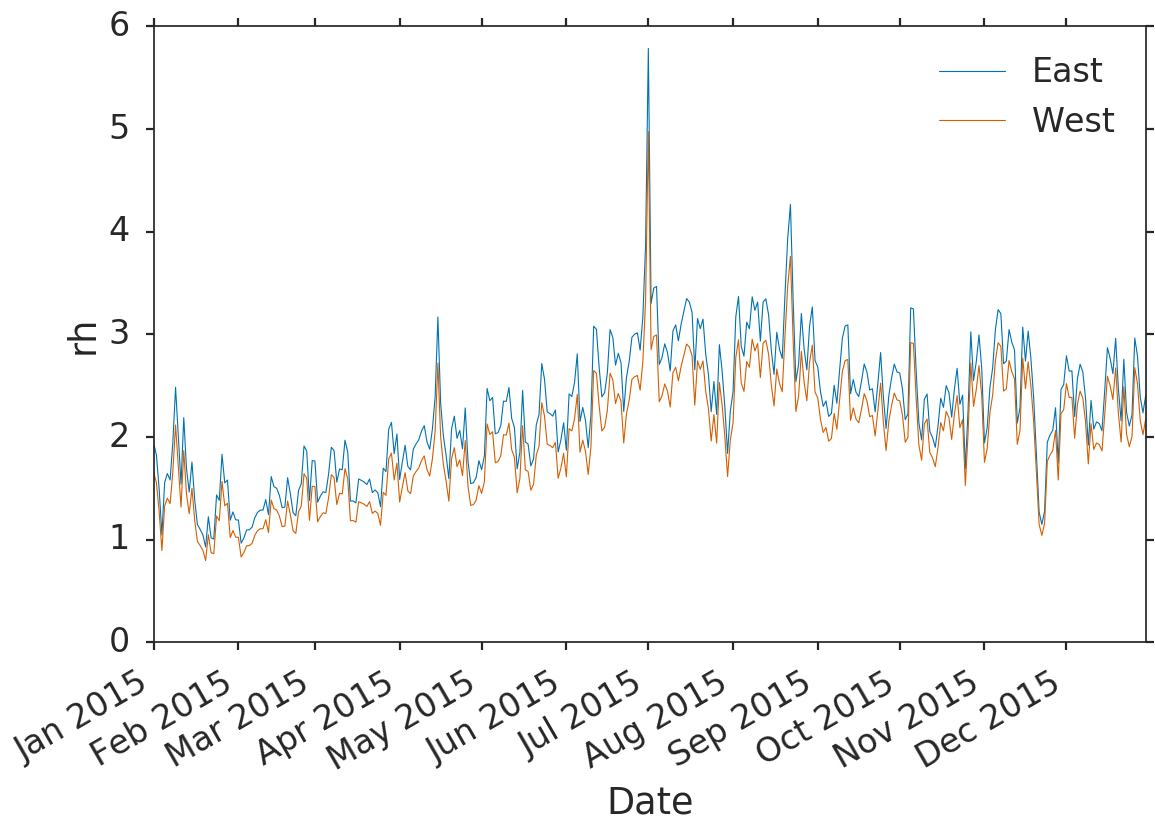 6
5
4
3
2
1
0
rh
East
West
Jan 2015
Feb 2015
Mar 2015
Apr 2015
May 2015
Jun 2015
Jul 2015
Aug 2015
Sep 2015
Oct 2015
Nov 2015
Dec 2015
Date